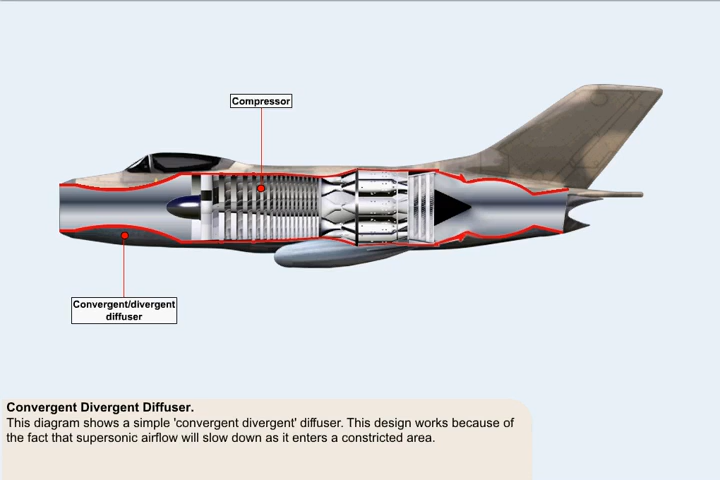 Compressor
Convergent/divergent
diffuser
Convergent Divergent Diffuser.
This diagram shows a simple 'convergent divergent' diffuser. This design works because of
the fact that supersonic airflow will slow down as it enters a constricted area.